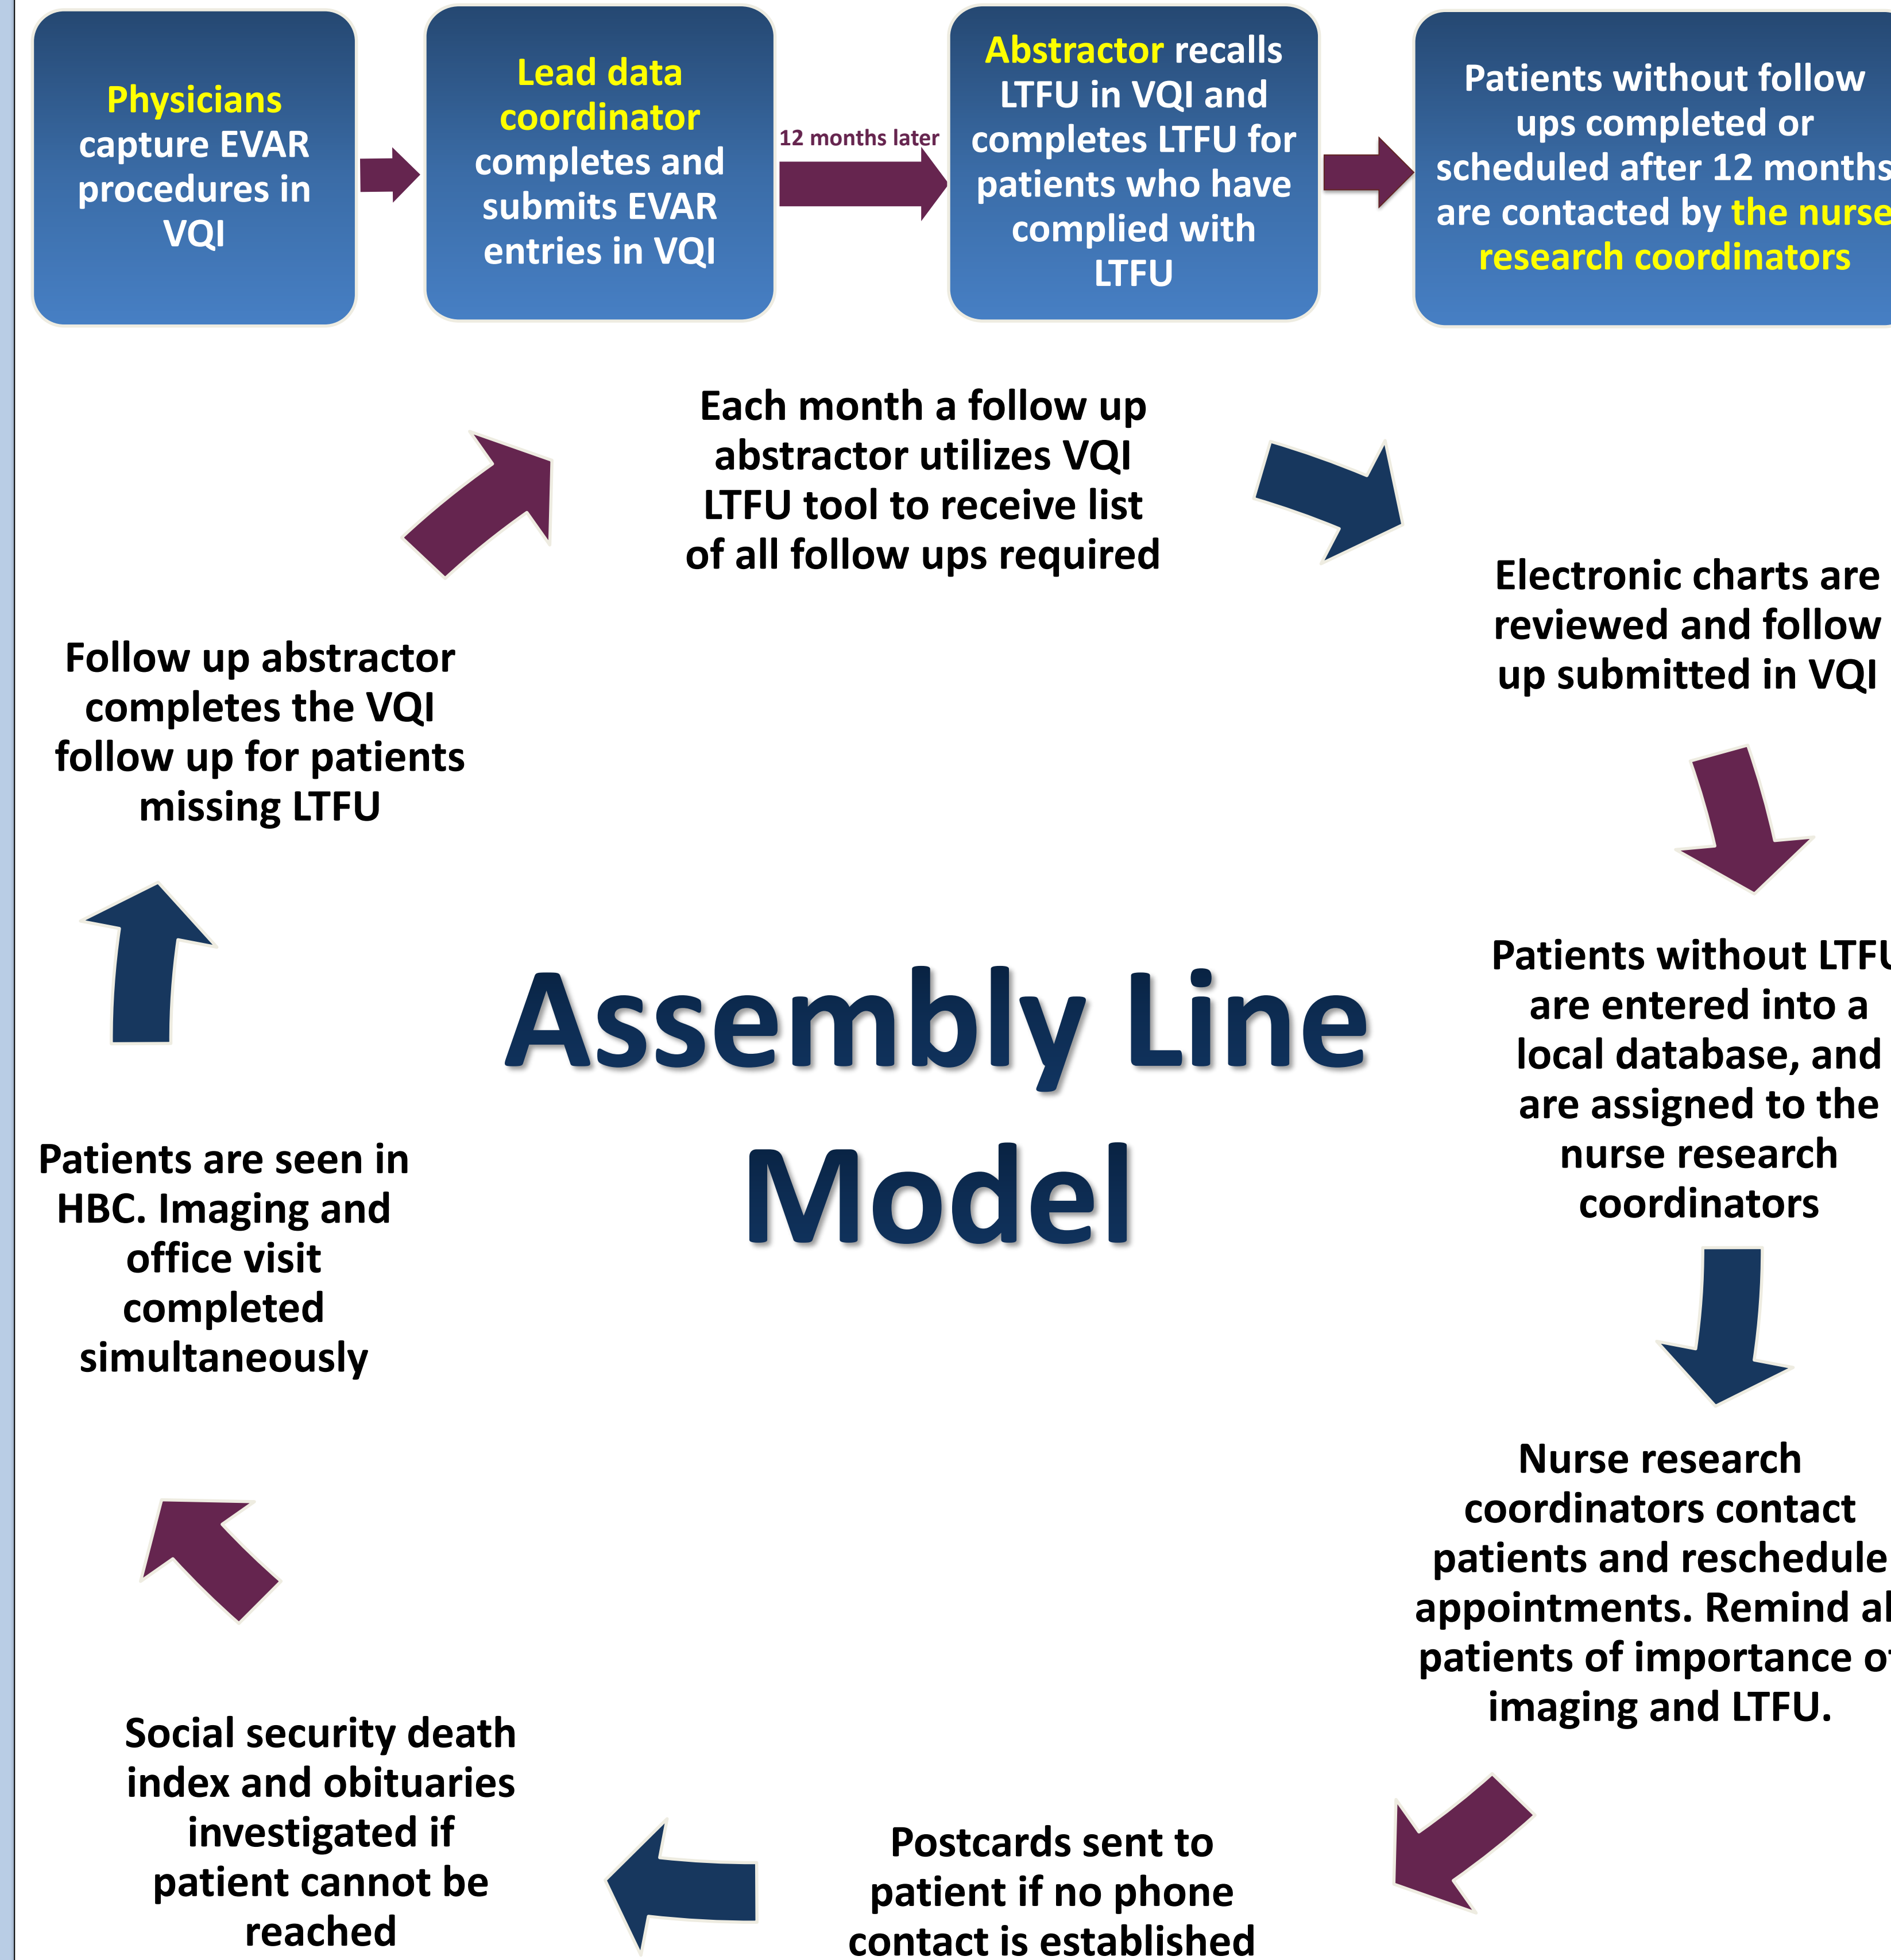 Physicians
capture EVAR
procedures in
VQI
Lead data
coordinator
completes and
submits EVAR
entries in VQI
12 months later
Abstractor recalls
LTFU in VQI and
completes LTFU for
patients who have
complied with
LTFU
Patients without follow
ups completed or
scheduled after 12 months
are contacted by the nurse
research coordinators
Each month a follow up
abstractor utilizes VQI
LTFU tool to receive list
of all follow ups required
Electronic charts are
reviewed and follow
up submitted in VQI
Patients without LTFU
are entered into a
local database, and
are assigned to the
nurse research
coordinators
Nurse research
coordinators contact
patients and reschedule
appointments. Remind al
patients of importance of
imaging and LTFU.
Postcards sent to
patient if no phone
contact is established
Social security death
index and obituaries
investigated if
patient cannot be
reached
Patients are seen in
HBC. Imaging and
office visit
completed
simultaneously
Follow up abstractor
completes the VQI
follow up for patients
missing LTFU
Assembly Line
Model